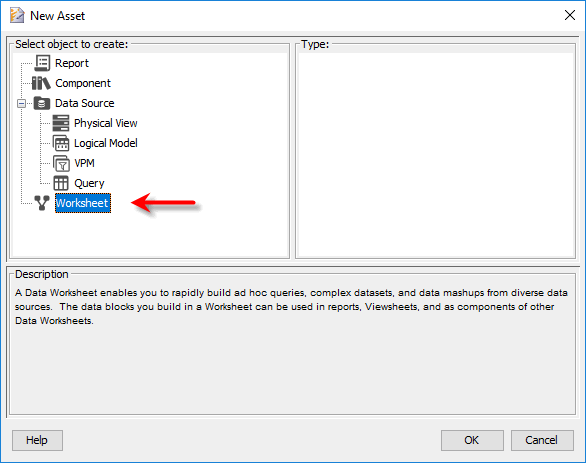 New Asset
Select object to create:
Type:
Report
Component
Data Source
Physical View
Logical Model
VPM
Query
Worksheet
Description
A Data Worksheet enables you to rapidly build ad hoc queries, complex datasets, and data mashups from diverse data
sources.  The data blocks you build in a Worksheet can be used in reports, Viewsheets, and as components of other
Data Worksheets.
Help
OK
Cancel